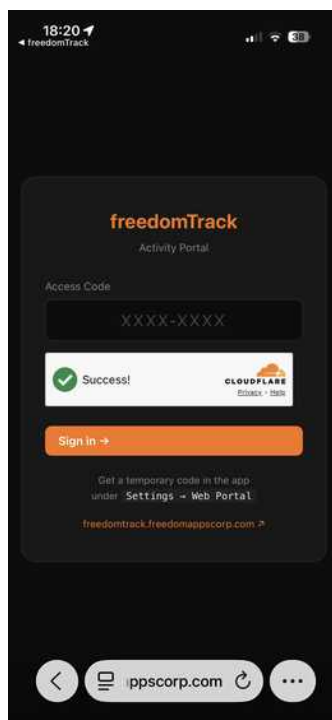 18:20
◀ freedomTrack
38
freedomTrack
Activity Portal
Access Code
XXXX-XXXX
Success!
CLOUDFLARE
Privacy • Help
Sign in →
Get a temporary code in the app
under Settings → Web Portal
freedomtrack.freedomappscorp.com ↗
ppscorp.com